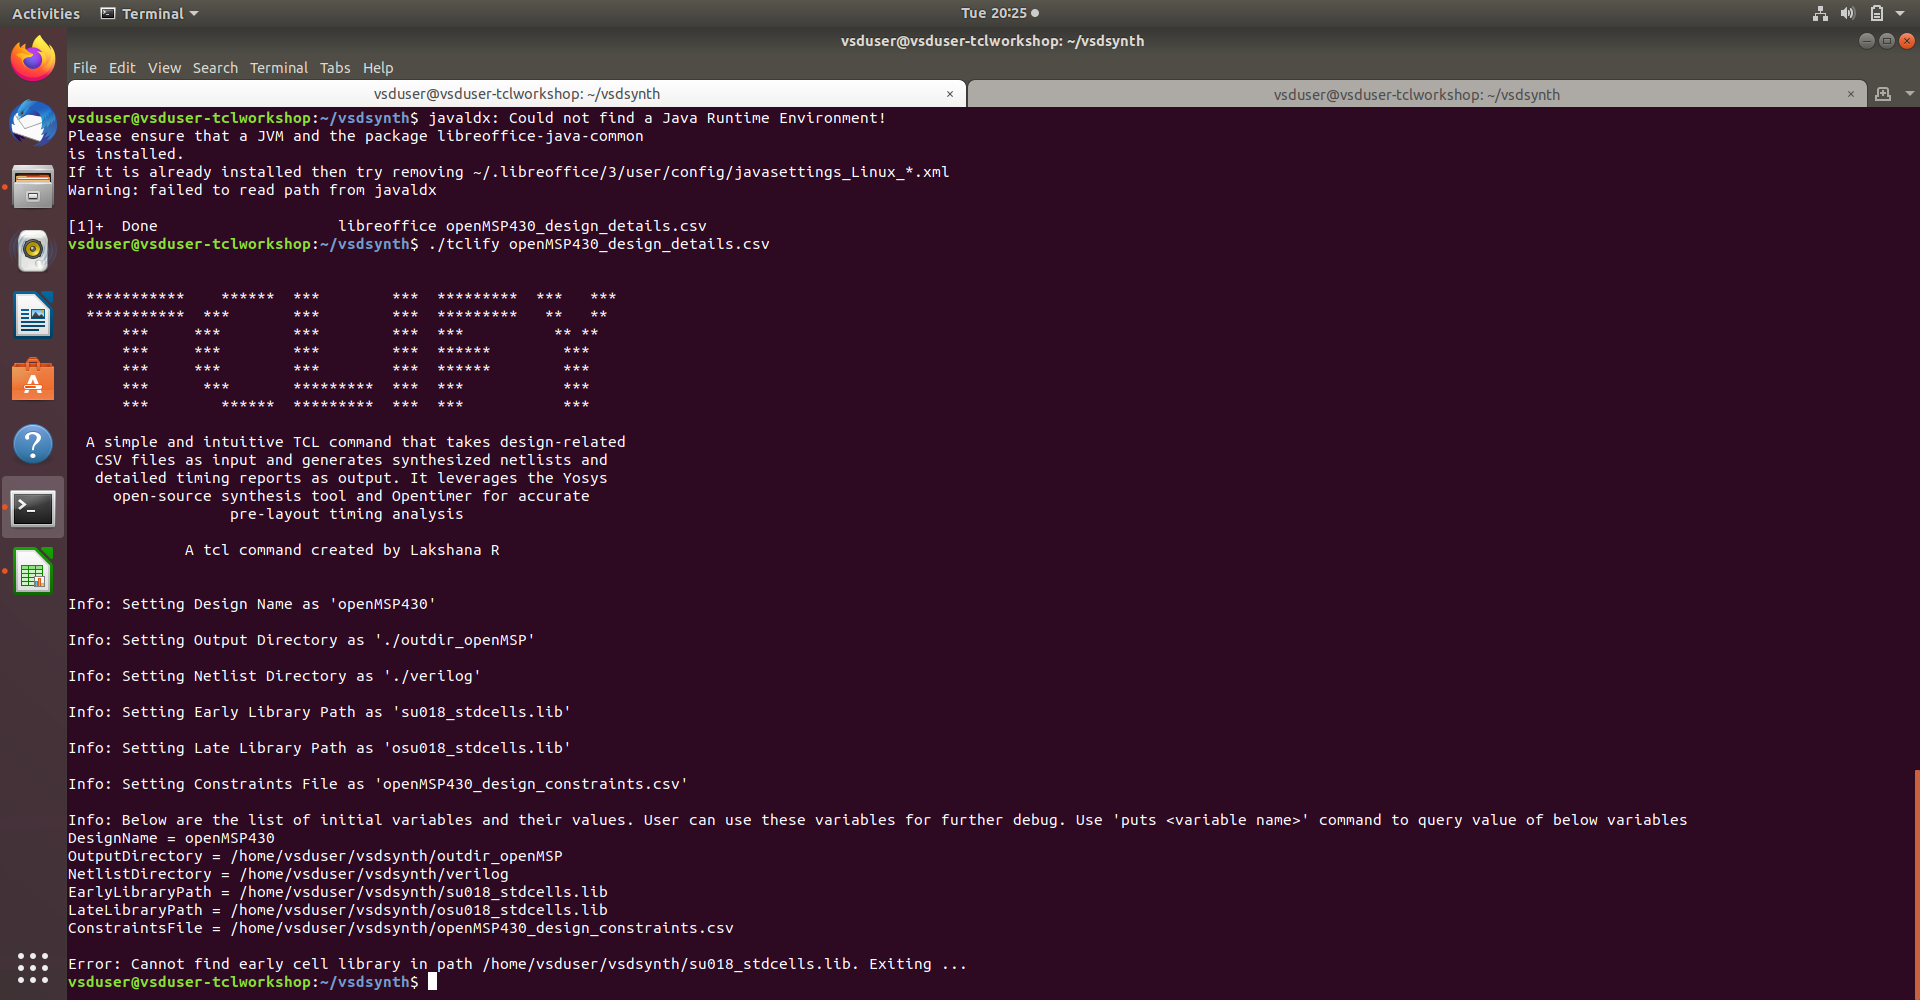 Activities Terminal Tue 20:25
vsduser@vsduser-tclworkshop: ~/vsdsynth
File Edit View Search Terminal Tabs Help
vsduser@vsduser-tclworkshop: ~/vsdsynth × vsduser@vsduser-tclworkshop: ~/vsdsynth ×
vsduser@vsduser-tclworkshop:~/vsdsynth$ javaldx: Could not find a Java Runtime Environment!
Please ensure that a JVM and the package libreoffice-java-common
is installed.
If it is already installed then try removing ~/.libreoffice/3/user/config/javasettings_Linux_*.xml
Warning: failed to read path from javaldx
[1]+  Done                    libreoffice openMSP430_design_details.csv
vsduser@vsduser-tclworkshop:~/vsdsynth$ ./tclify openMSP430_design_details.csv
  ***********    ******  ***        ***  *********  ***   ***
  ***********  ***       ***        ***  *********   **   **
      ***     ***        ***        ***  ***          ** **
      ***     ***        ***        ***  ******        ***
      ***     ***        ***        ***  ******        ***
      ***      ***       *********  ***  ***           ***
      ***        ******  *********  ***  ***           ***
A simple and intuitive TCL command that takes design-related
CSV files as input and generates synthesized netlists and
detailed timing reports as output. It leverages the Yosys
open-source synthesis tool and Opentimer for accurate
pre-layout timing analysis
A tcl command created by Lakshana R
Info: Setting Design Name as 'openMSP430'
Info: Setting Output Directory as './outdir_openMSP'
Info: Setting Netlist Directory as './verilog'
Info: Setting Early Library Path as 'su018_stdcells.lib'
Info: Setting Late Library Path as 'osu018_stdcells.lib'
Info: Setting Constraints File as 'openMSP430_design_constraints.csv'
Info: Below are the list of initial variables and their values. User can use these variables for further debug. Use 'puts <variable name>' command to query value of below variables
DesignName = openMSP430
OutputDirectory = /home/vsduser/vsdsynth/outdir_openMSP
NetlistDirectory = /home/vsduser/vsdsynth/verilog
EarlyLibraryPath = /home/vsduser/vsdsynth/su018_stdcells.lib
LateLibraryPath = /home/vsduser/vsdsynth/osu018_stdcells.lib
ConstraintsFile = /home/vsduser/vsdsynth/openMSP430_design_constraints.csv
Error: Cannot find early cell library in path /home/vsduser/vsdsynth/su018_stdcells.lib. Exiting ...
vsduser@vsduser-tclworkshop:~/vsdsynth$